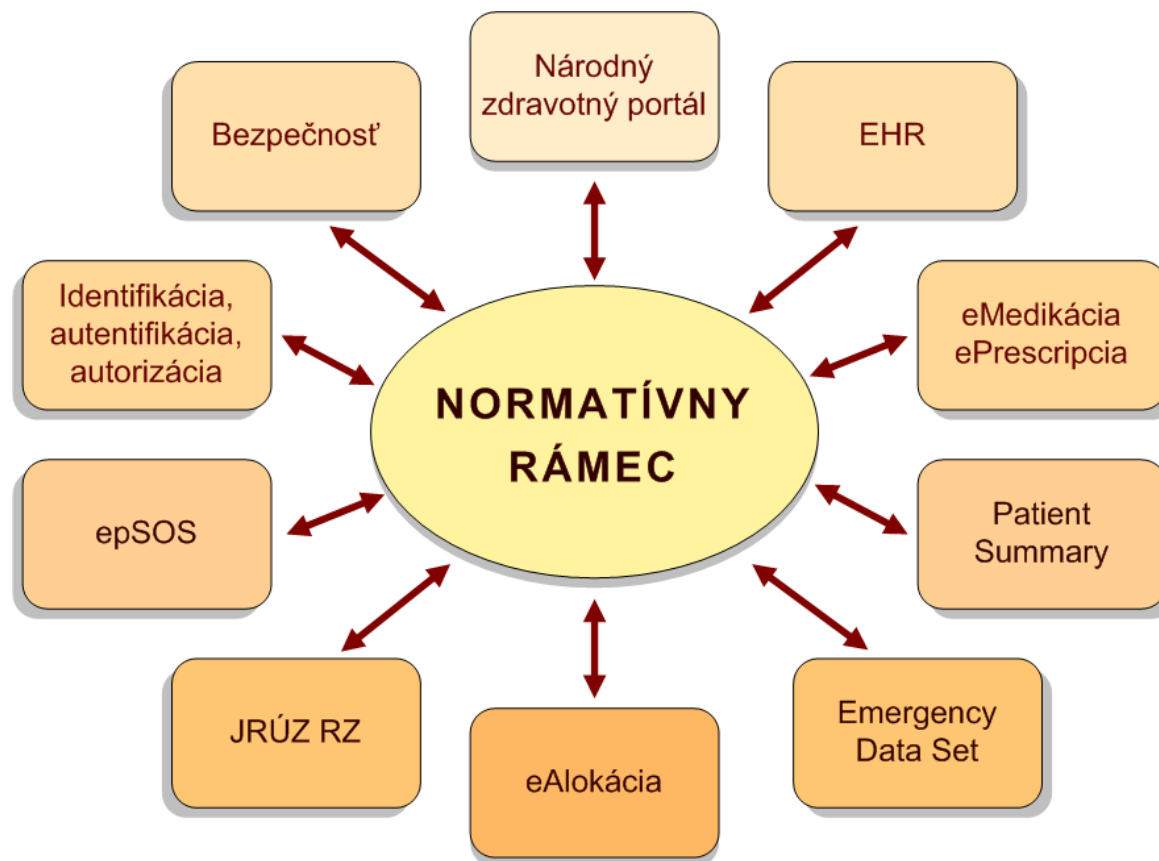 Národný
zdravotný portál
Bezpečnosť
EHR
Identifikácia,
autentifikácia,
autorizácia
eMedikácia
ePrescripcia
NORMATÍVNY
RÁMEC
epSOS
Patient
Summary
JRÚZ RZ
eAlokácia
Emergency
Data Set